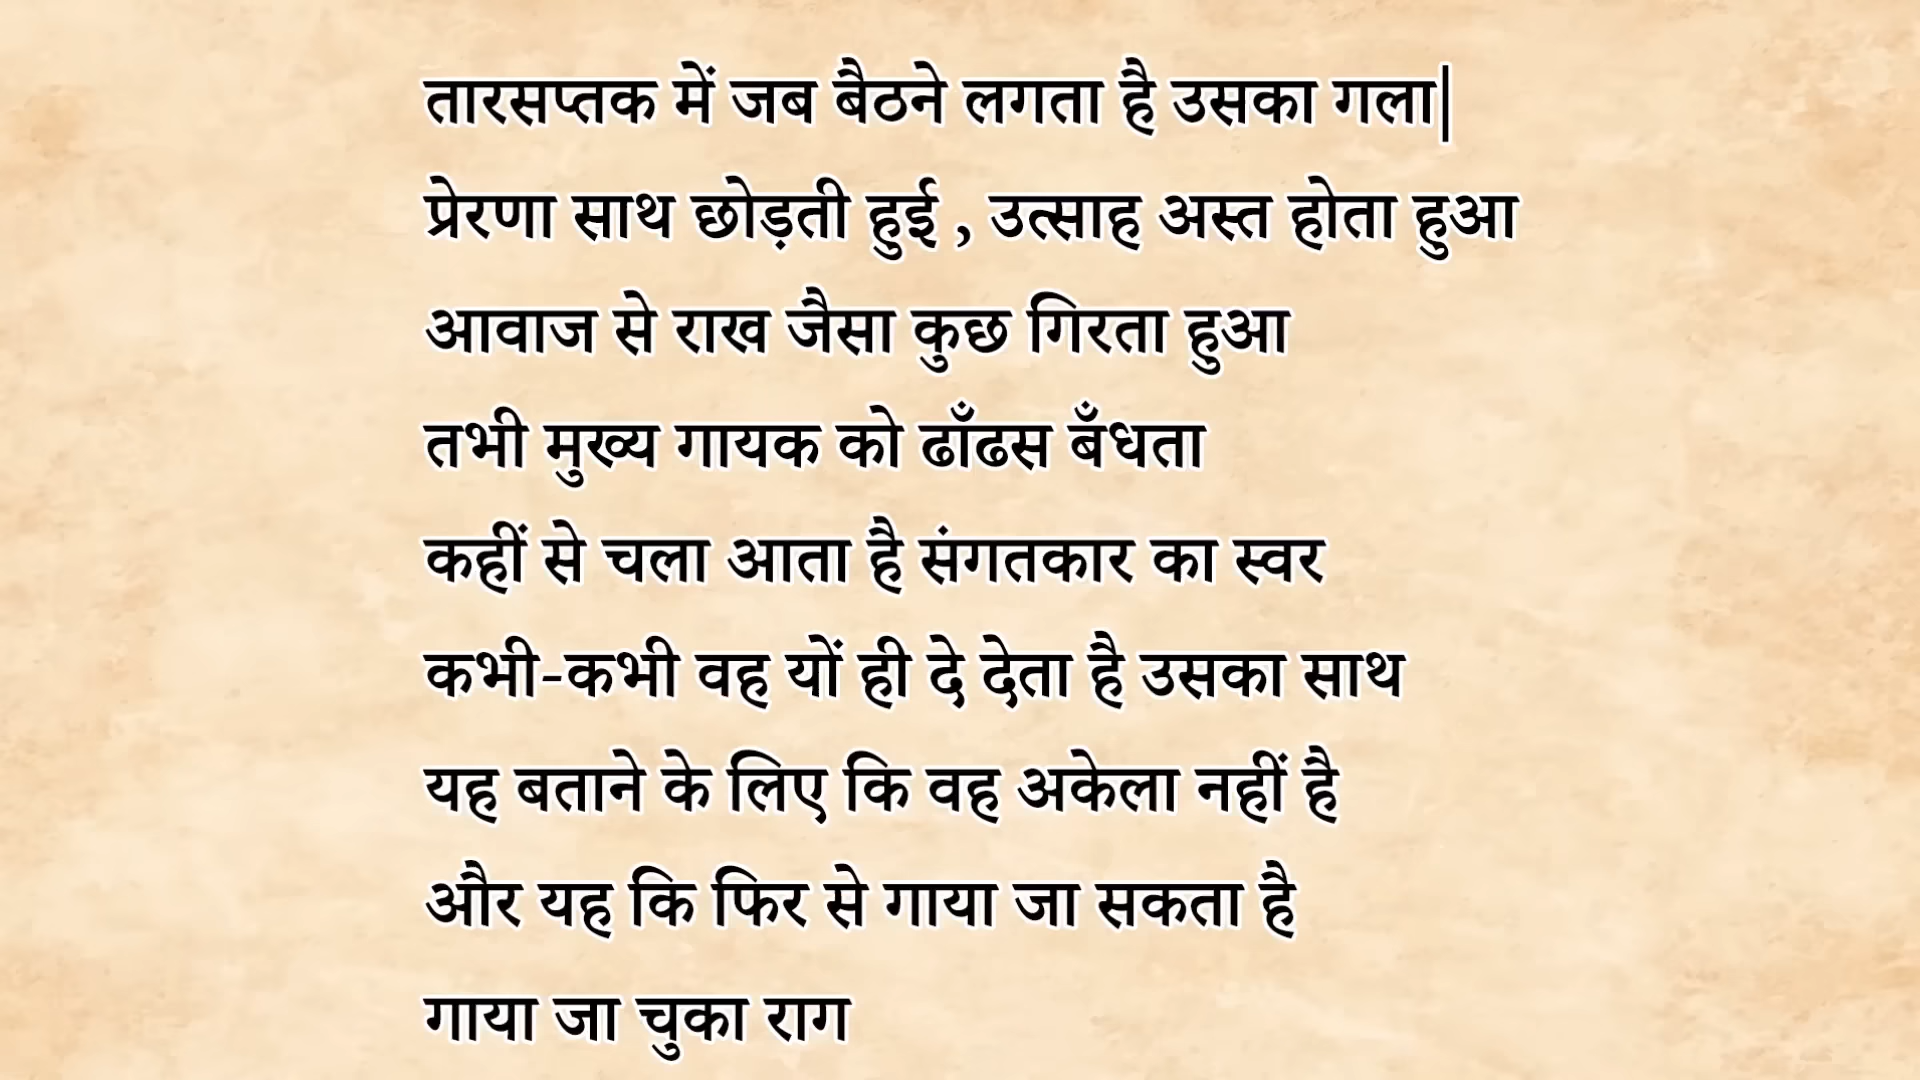 तारसप्तक में जब बैठने लगता है उसका गला|
प्रेरणा साथ छोड़ती हुई , उत्साह अस्त होता हुआ
आवाज से राख जैसा कुछ गिरता हुआ
तभी मुख्य गायक को ढाँढस बँधता
कहीं से चला आता है संगतकार का स्वर
कभी-कभी वह यों ही दे देता है उसका साथ
यह बताने के लिए कि वह अकेला नहीं है
और यह कि फिर से गाया जा सकता है
गाया जा चुका राग